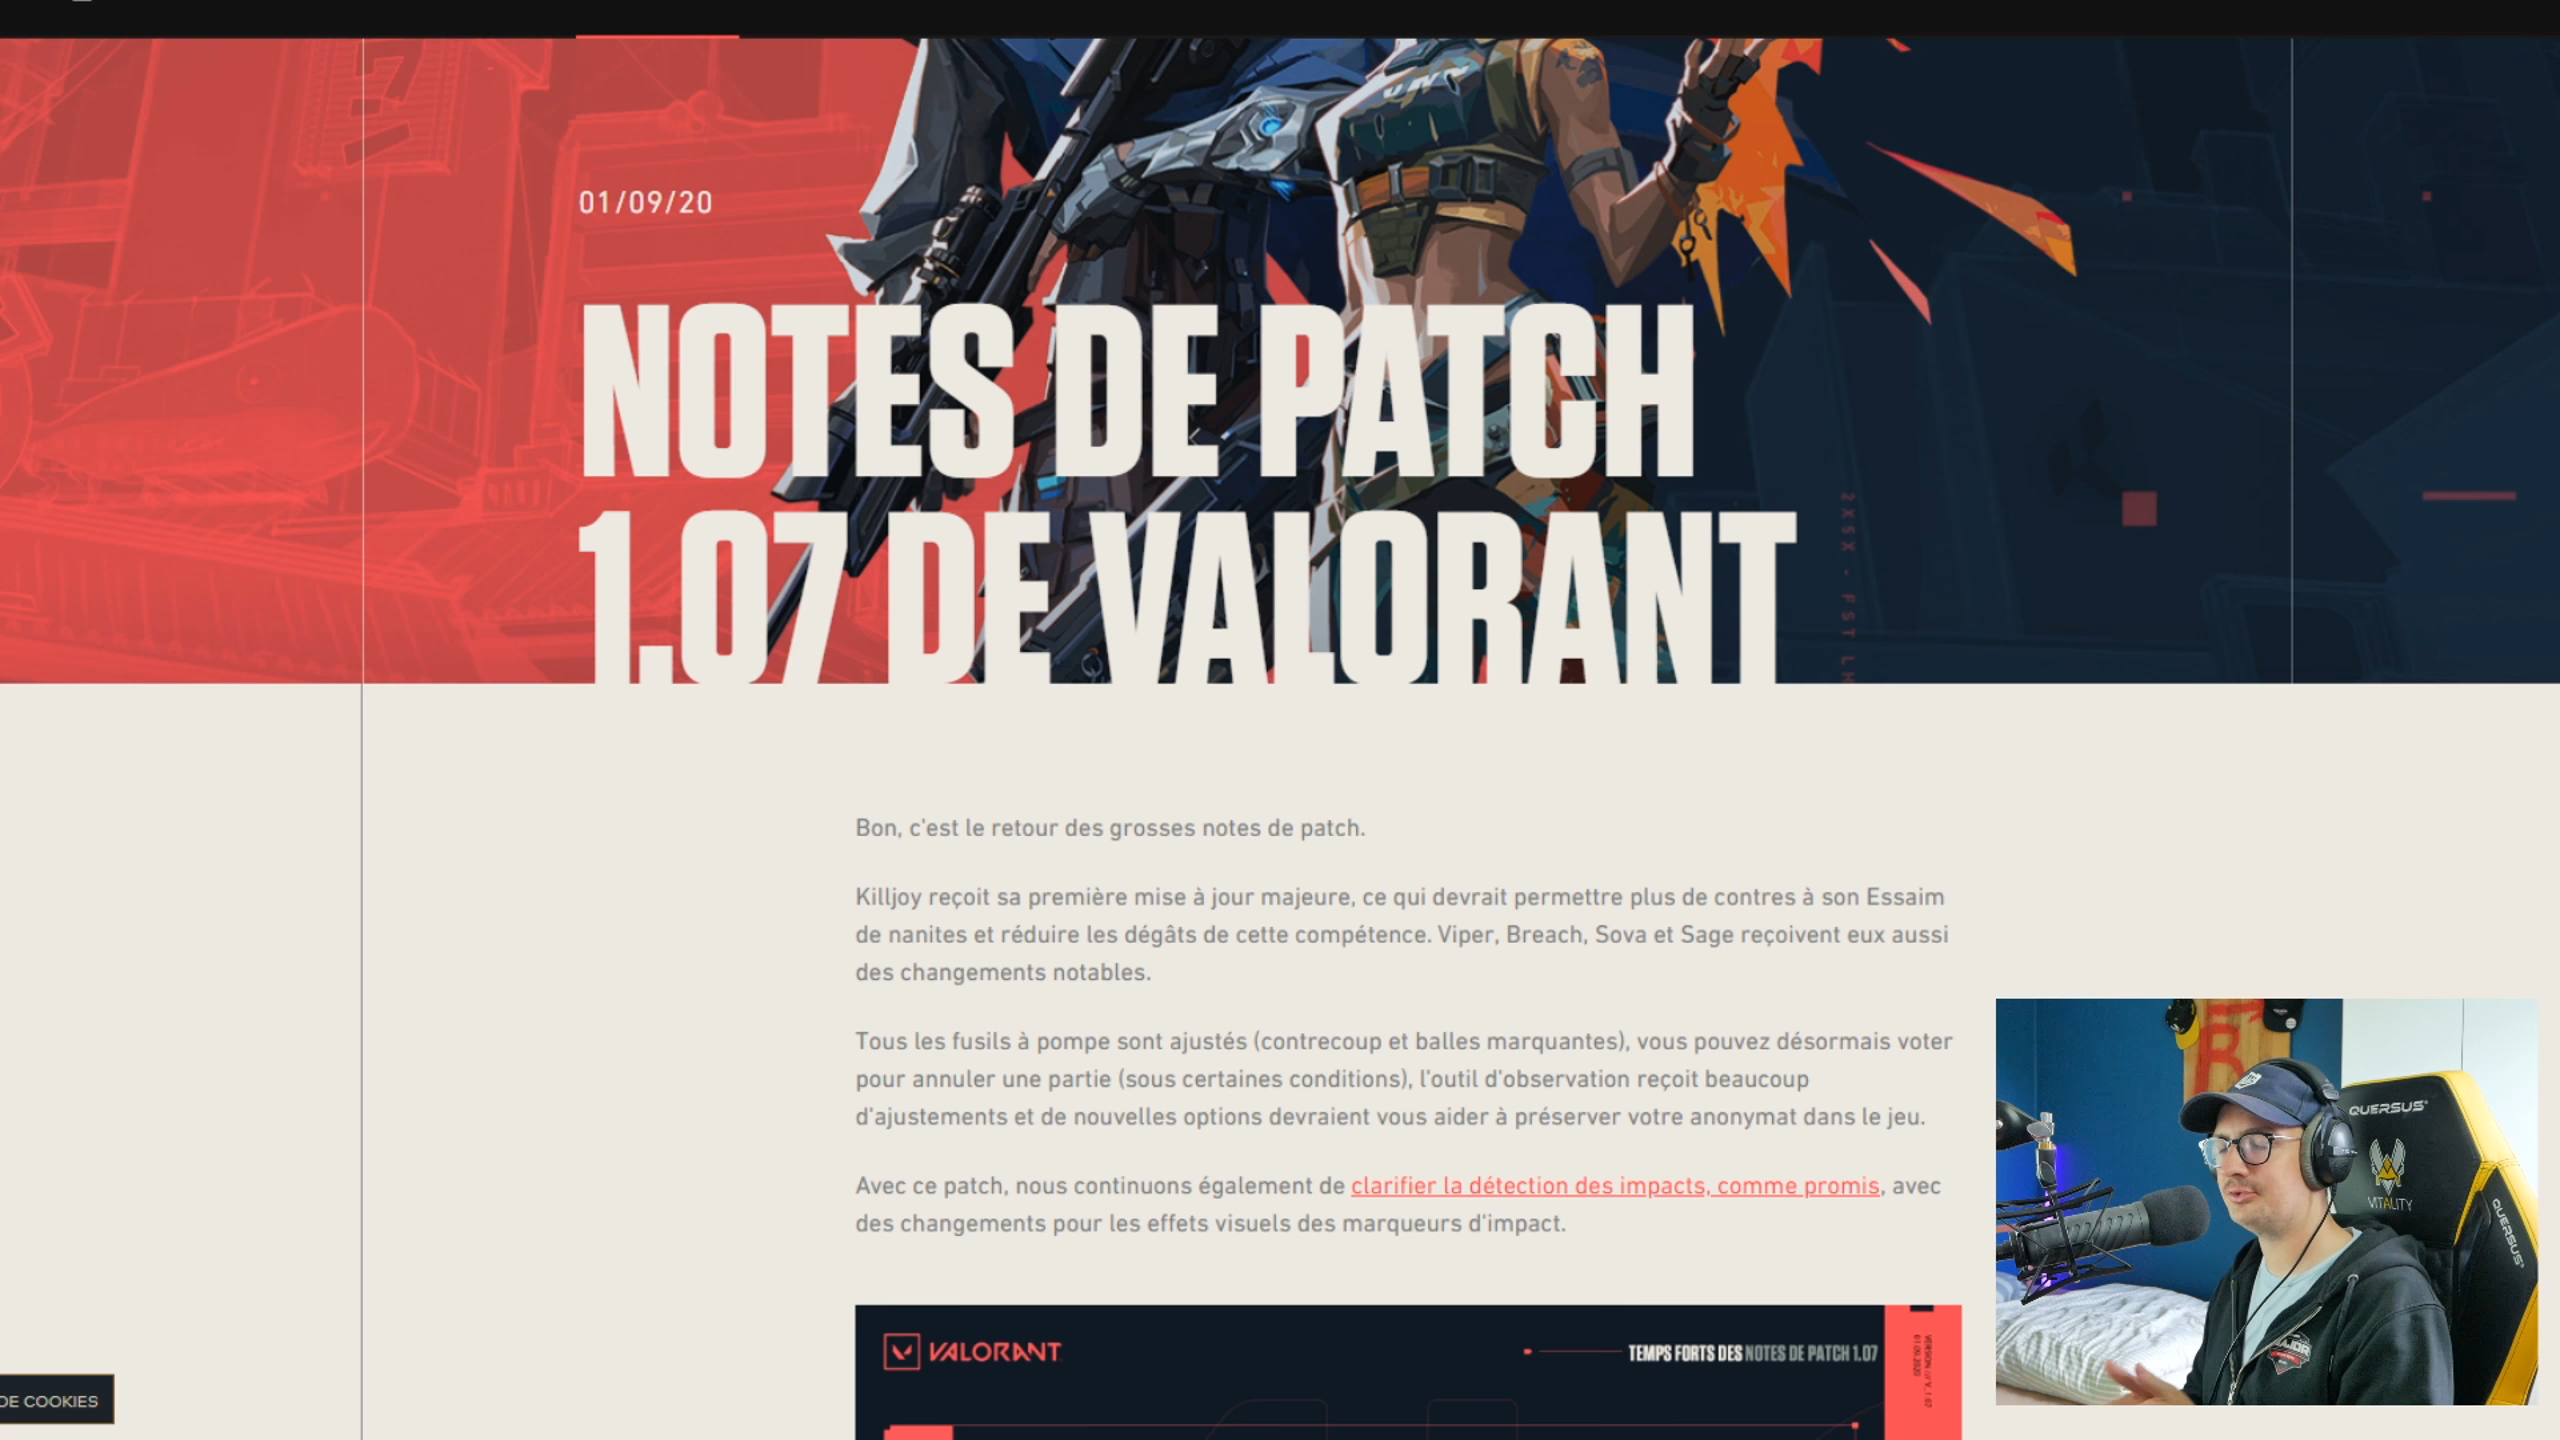 01/09/20
NOTES DE PATCH
1.07 DE VALORANT
Bon, c'est le retour des grosses notes de patch.
Killjoy reçoit sa première mise à jour majeure, ce qui devrait permettre plus de contres à son Essaim
de nanites et réduire les dégâts de cette compétence. Viper, Breach, Sova et Sage reçoivent eux aussi
des changements notables.
Tous les fusils à pompe sont ajustés (contrecoup et balles marquantes), vous pouvez désormais voter
pour annuler une partie (sous certaines conditions), l'outil d'observation reçoit beaucoup
d'ajustements et de nouvelles options devraient vous aider à préserver votre anonymat dans le jeu.
Avec ce patch, nous continuons également de clarifier la détection des impacts, comme promis, avec
des changements pour les effets visuels des marqueurs d'impact.
VALORANT
TEMPS FORTS DES NOTES DE PATCH 1.07
DE COOKIES
QUERSUS
VITALITY
QUERSUS